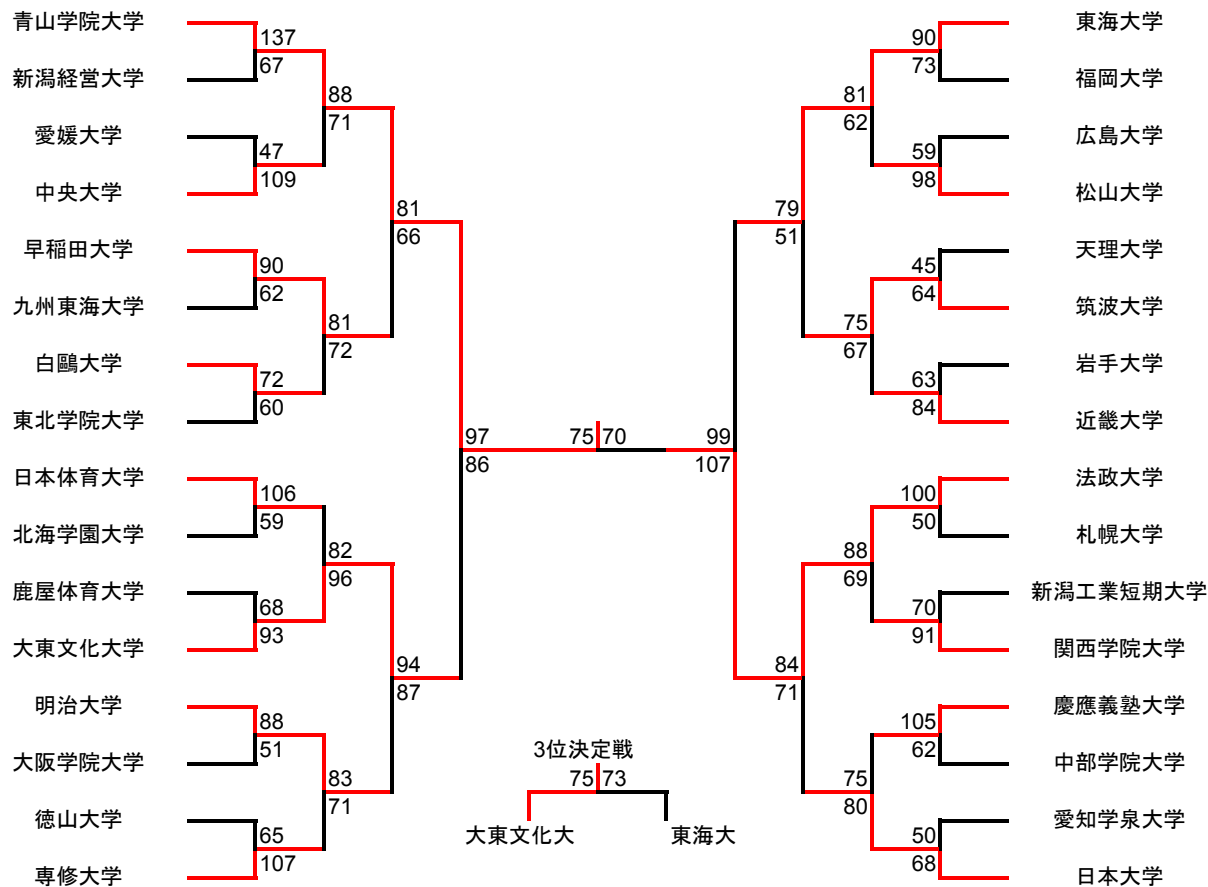 青山学院大学
137
67
新潟経営大学
88
71
愛媛大学
47
109
中央大学
81
66
早稲田大学
90
62
九州東海大学
81
72
白鷗大学
72
60
東北学院大学
97
86
日本体育大学
106
59
北海学園大学
82
96
鹿屋体育大学
68
93
大東文化大学
94
87
明治大学
88
51
大阪学院大学
83
71
徳山大学
65
107
専修大学
75 70
3位決定戦
75 73
大東文化大 東海大
東海大学
90
73
福岡大学
81
62
広島大学
59
98
松山大学
79
51
天理大学
45
64
筑波大学
75
67
岩手大学
63
84
近畿大学
99
107
法政大学
100
50
札幌大学
88
69
新潟工業短期大学
70
91
関西学院大学
84
71
慶應義塾大学
105
62
中部学院大学
75
80
愛知学泉大学
50
68
日本大学